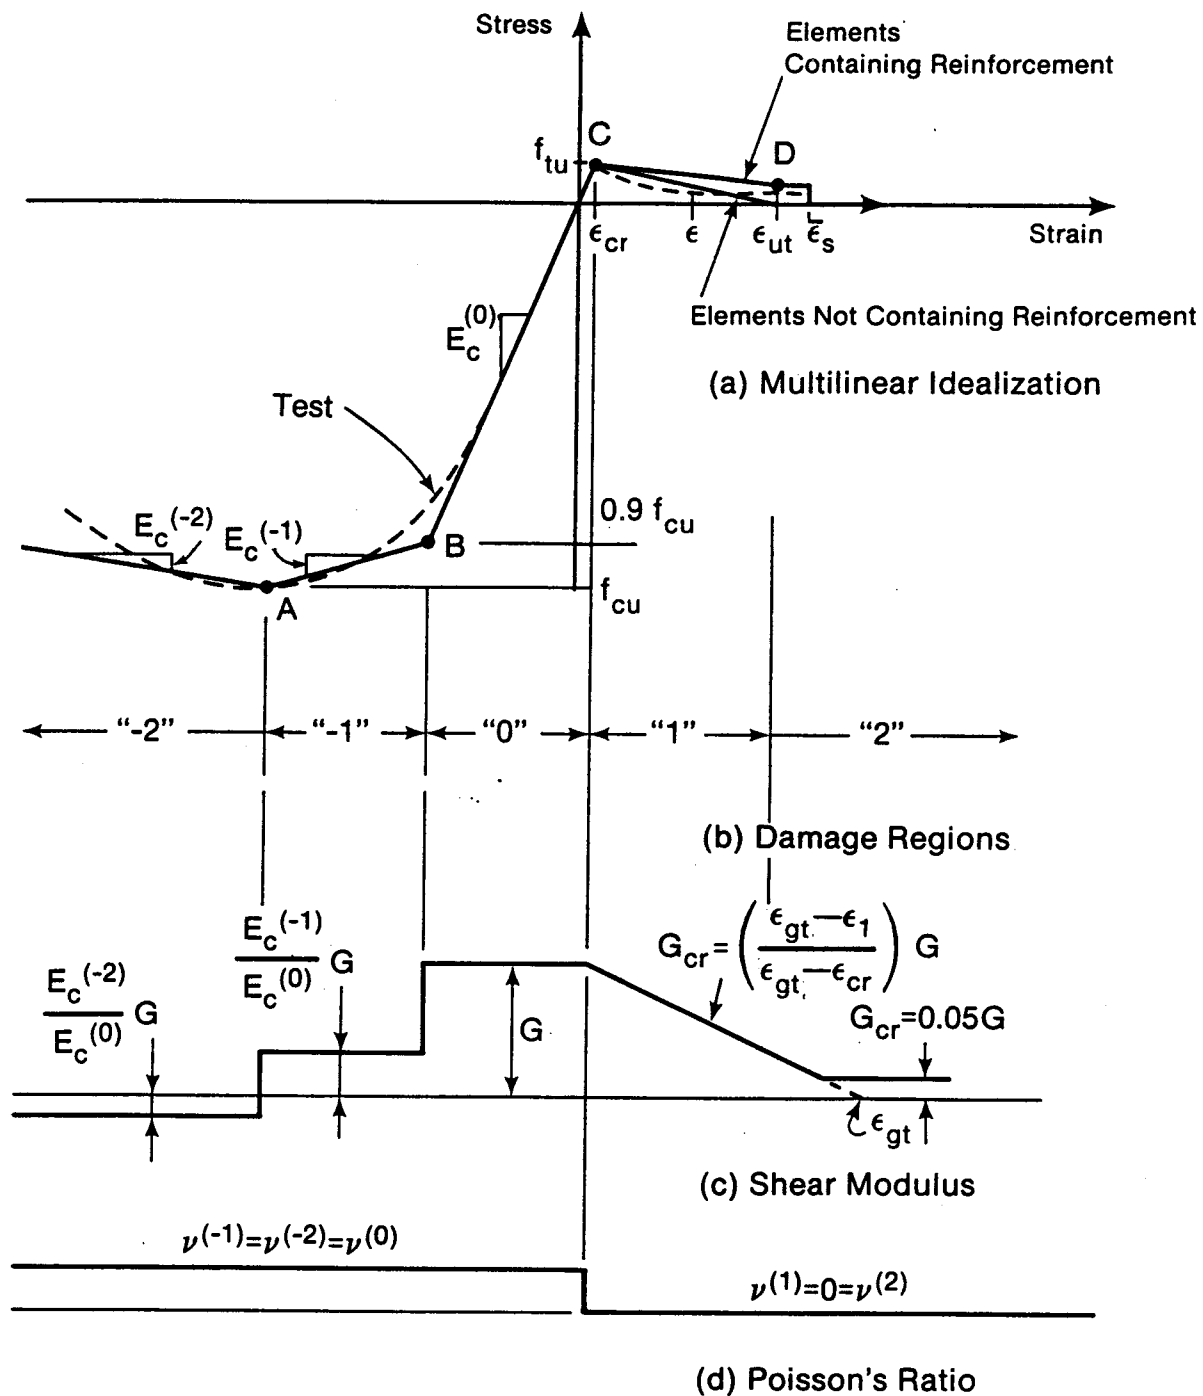 Stress
Elements
Containing Reinforcement
C
D
f_tu
ϵ_cr
ϵ
ϵ_ut
ϵ̄_s
Strain
E_c^(0)
Elements Not Containing Reinforcement
(a) Multilinear Idealization
Test
0.9 f_cu
E_c^(-2)
E_c^(-1)
B
A
f_cu
“-2”
“-1”
“0”
“1”
“2”
(b) Damage Regions
E_c^(-2)/E_c^(0) G
E_c^(-1)/E_c^(0) G
G
G_cr=((ϵ_gt-ϵ_1)/(ϵ_gt-ϵ_cr)) G
G_cr=0.05G
ϵ_gt
(c) Shear Modulus
ν^(-1)=ν^(-2)=ν^(0)
ν^(1)=0=ν^(2)
(d) Poisson's Ratio